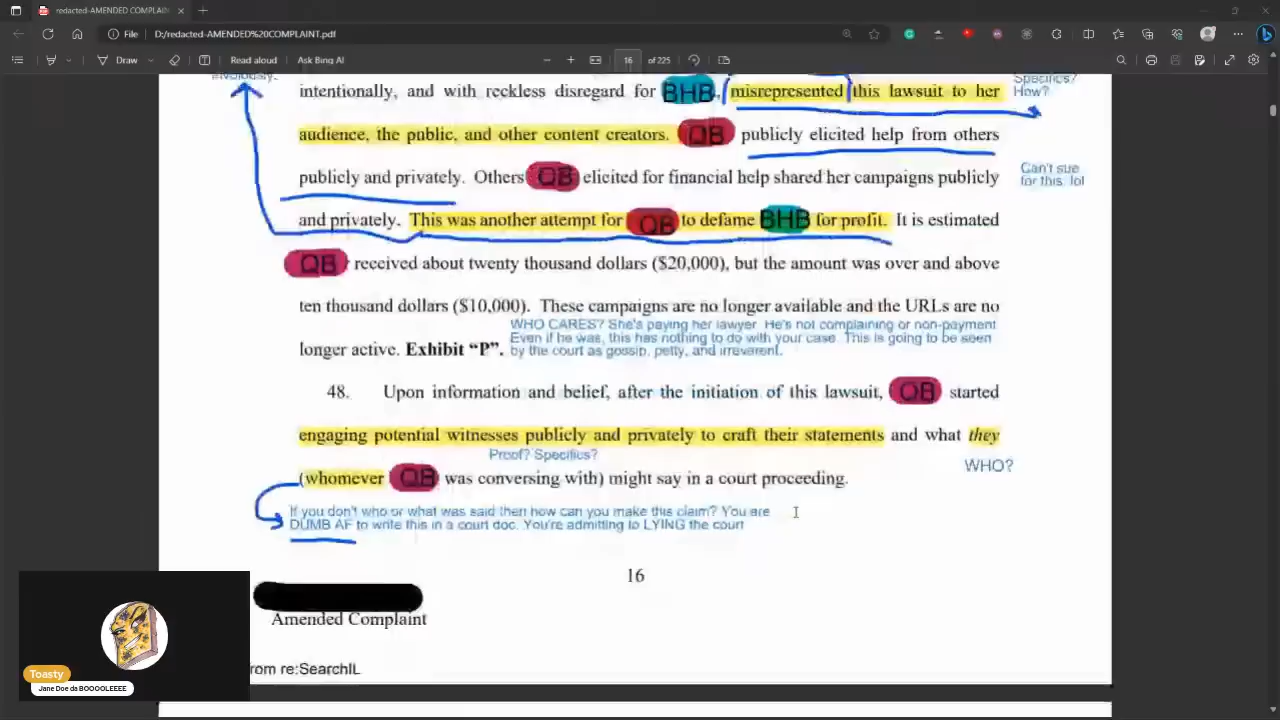 redacted-AMENDED COMPLAIN
File D:/redacted-AMENDED%20COMPLAINT.pdf
Draw Read aloud Ask Bing AI 16 of 225
intentionally, and with reckless disregard for BHB, misrepresented this lawsuit to her
Specifics?
How?
audience, the public, and other content creators. QB publicly elicited help from others
publicly and privately. Others QB elicited for financial help shared her campaigns publicly
Can't sue
for this, lol
and privately. This was another attempt for QB to defame BHB for profit. It is estimated
QB received about twenty thousand dollars ($20,000), but the amount was over and above
ten thousand dollars ($10,000). These campaigns are no longer available and the URLs are no
longer active. Exhibit “P”.
WHO CARES? She's paying her lawyer. He's not complaining or non-payment
Even if he was, this has nothing to do with your case. This is going to be seen
by the court as gossip, petty, and irreverent.
48. Upon information and belief, after the initiation of this lawsuit, QB started
engaging potential witnesses publicly and privately to craft their statements and what they
Proof? Specifics?
WHO?
(whomever QB was conversing with) might say in a court proceeding.
If you don't who or what was said then how can you make this claim? You are
DUMB AF to write this in a court doc. You're admitting to LYING the court
16
Amended Complaint
from re:SearchIL
Toasty
Jane Doe da BOOOOLEEEE